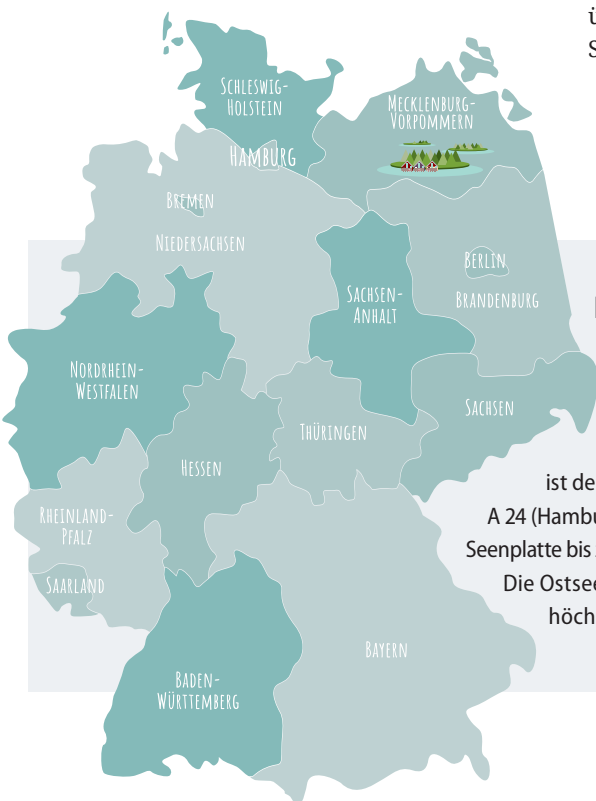 ü
S
SCHLESWIG-
HOLSTEIN
MECKLENBURG-
VORPOMMERN
HAMBURG
BREMEN
NIEDERSACHSEN
BERLIN
BRANDENBURG
SACHSEN-
ANHALT
NORDRHEIN-
WESTFALEN
SACHSEN
THÜRINGEN
HESSEN
ist de
A 24 (Hambu
RHEINLAND-
PFALZ
Seenplatte bis
SAARLAND
Die Ostsee
höch
BAYERN
BADEN-
WÜRTTEMBERG